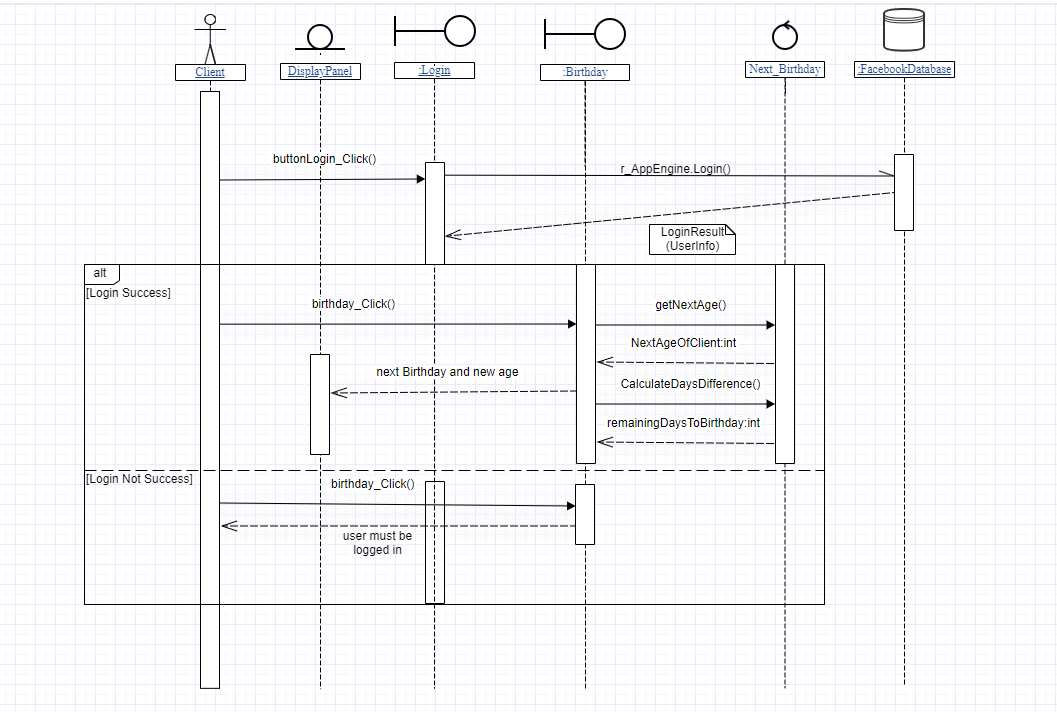 Client
DisplayPanel
:Login
:Birthday
Next_Birthday
:FacebookDatabase
buttonLogin_Click()
r_AppEngine.Login()
LoginResult
(UserInfo)
alt
[Login Success]
birthday_Click()
getNextAge()
NextAgeOfClient:int
next Birthday and new age
CalculateDaysDifference()
remainingDaysToBirthday:int
[Login Not Success]
birthday_Click()
user must be
logged in